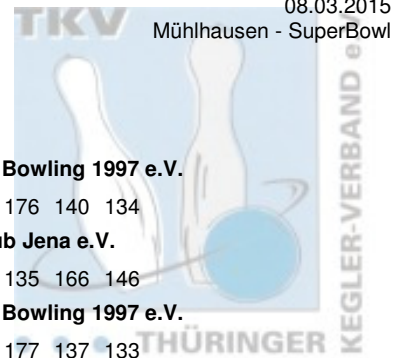 08.03.2015
TKV
Mühlhausen - SuperBowl
Bowling 1997 e.V.
176 140 134
ub Jena e.V.
135 166 146
Bowling 1997 e.V.
177 137 133
THÜRINGER
KEGLER-VERBAND e.V.